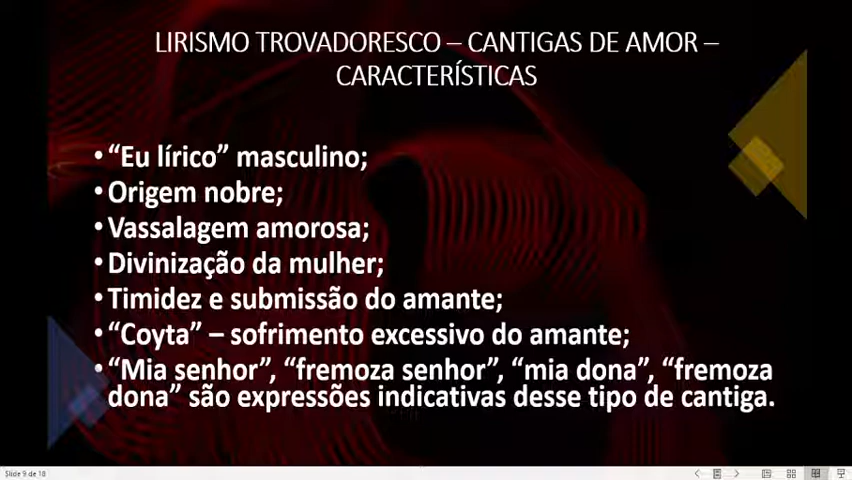 LIRISMO TROVADORESCO – CANTIGAS DE AMOR –
CARACTERÍSTICAS
• “Eu lírico” masculino;
• Origem nobre;
• Vassalagem amorosa;
• Divinização da mulher;
• Timidez e submissão do amante;
• “Coyta” – sofrimento excessivo do amante;
• “Mia senhor”, “fremoza senhor”, “mia dona”, “fremoza
dona” são expressões indicativas desse tipo de cantiga.
Slide 9 de 18